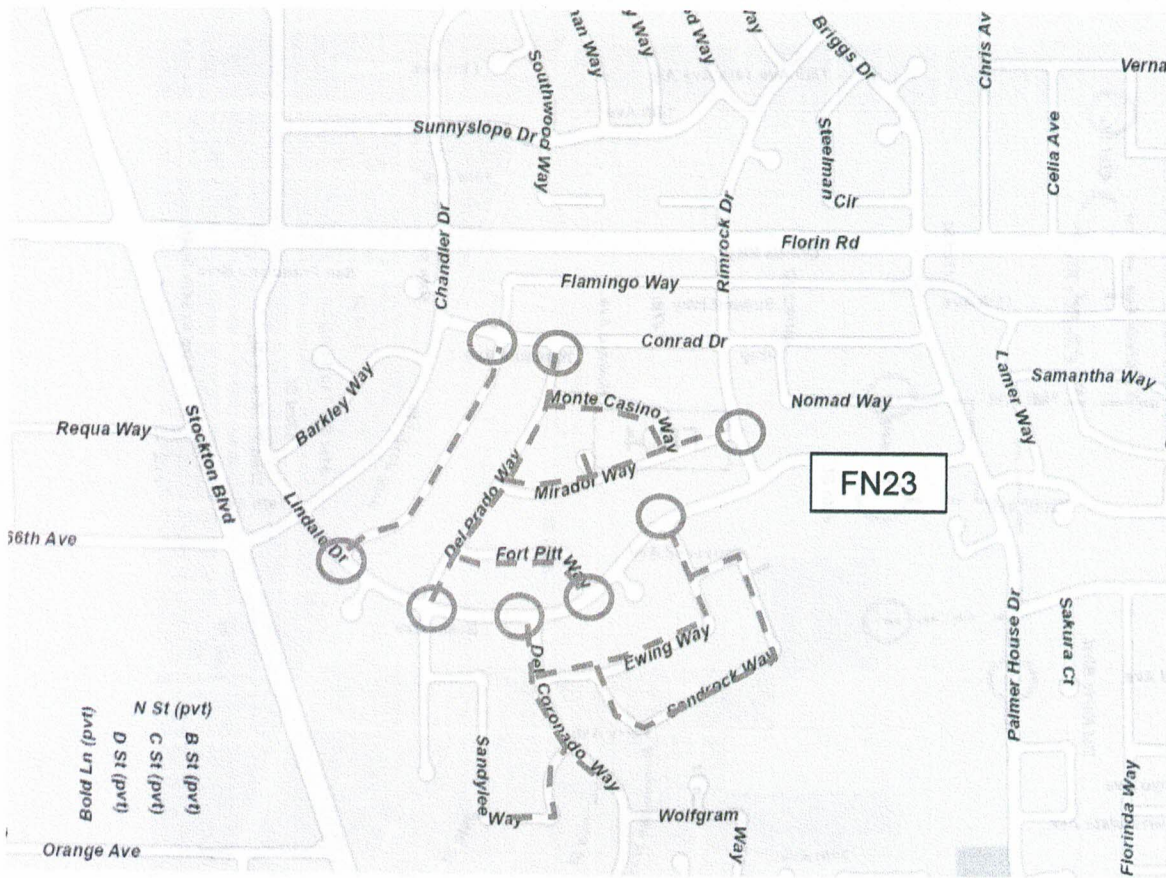 Southwood Way
Briggs Dr
Chris Av
Verna
Sunnyslope Dr
Steelman
Cir
Celia Ave
Chandler Dr
Rimrock Dr
Florin Rd
Flamingo Way
Conrad Dr
Barkley Way
Monte Casino Way
Nomad Way
Lamer Way
Samantha Way
Requa Way
Stockton Blvd
Lindale Dr
Del Prado Way
Mirador Way
FN23
66th Ave
Fort Pitt Way
Ewing Way
Sandrock Way
Del Coronado Way
Palmer House Dr
Sakura Ct
N St (pvt)
Bold Ln (pvt)
D St (pvt)
C St (pvt)
B St (pvt)
Sandylee
Way
Wolfgram
Way
Florinda Way
Orange Ave